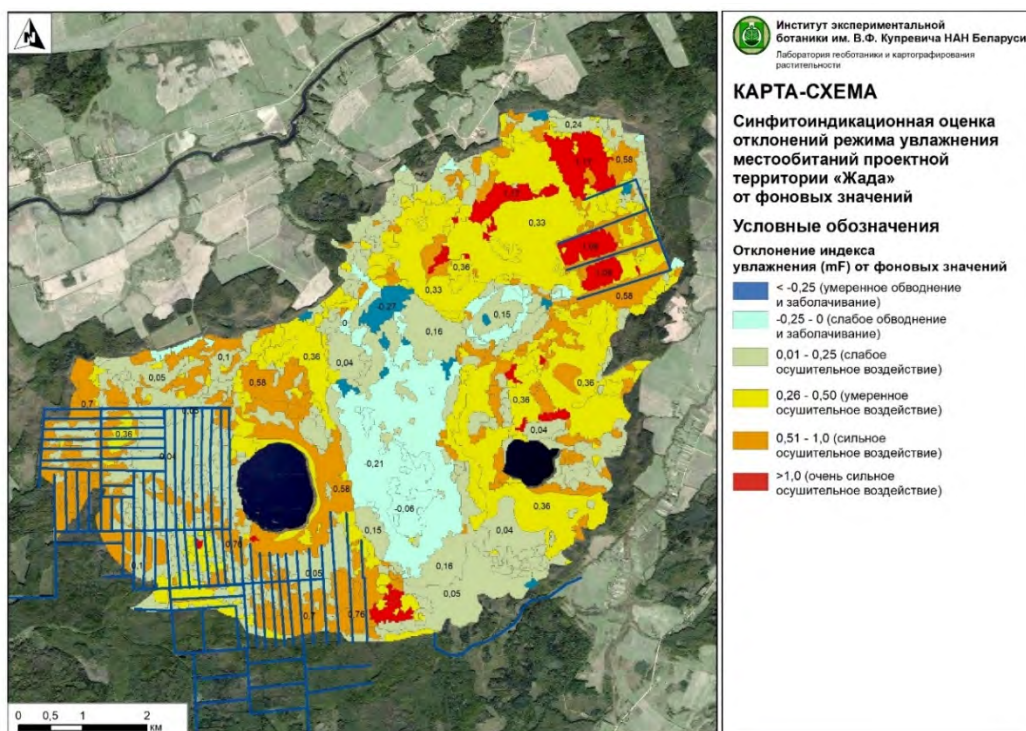 Институт экспериментальной
ботаники им. В.Ф. Купревича НАН Беларуси
Лаборатория геоботаники и картографирования
растительности
КАРТА-СХЕМА
Синфитоиндикационная оценка
отклонений режима увлажнения
местообитаний проектной
территории «Жада»
от фоновых значений
Условные обозначения
Отклонение индекса
увлажнения (mF) от фоновых значений
< -0,25 (умеренное обводнение
и заболачивание)
-0,25 - 0 (слабое обводнение
и заболачивание)
0,01 - 0,25 (слабое
осушительное воздействие)
0,26 - 0,50 (умеренное
осушительное воздействие)
0,51 - 1,0 (сильное
осушительное воздействие)
>1,0 (очень сильное
осушительное воздействие)
0,24
0,58
0,33
0,36
0,33
0,58
0,15
0
0,16
0,04
0,36
0,1
0,05
0,58
0,36
0,7
0,36
0,36
0,04
0,04
-0,21
0,58
-0,06
0,36
0,15
0,04
0,76
0,16
0,1
0,05
0,05
0,76
0 0,5 1 2
км